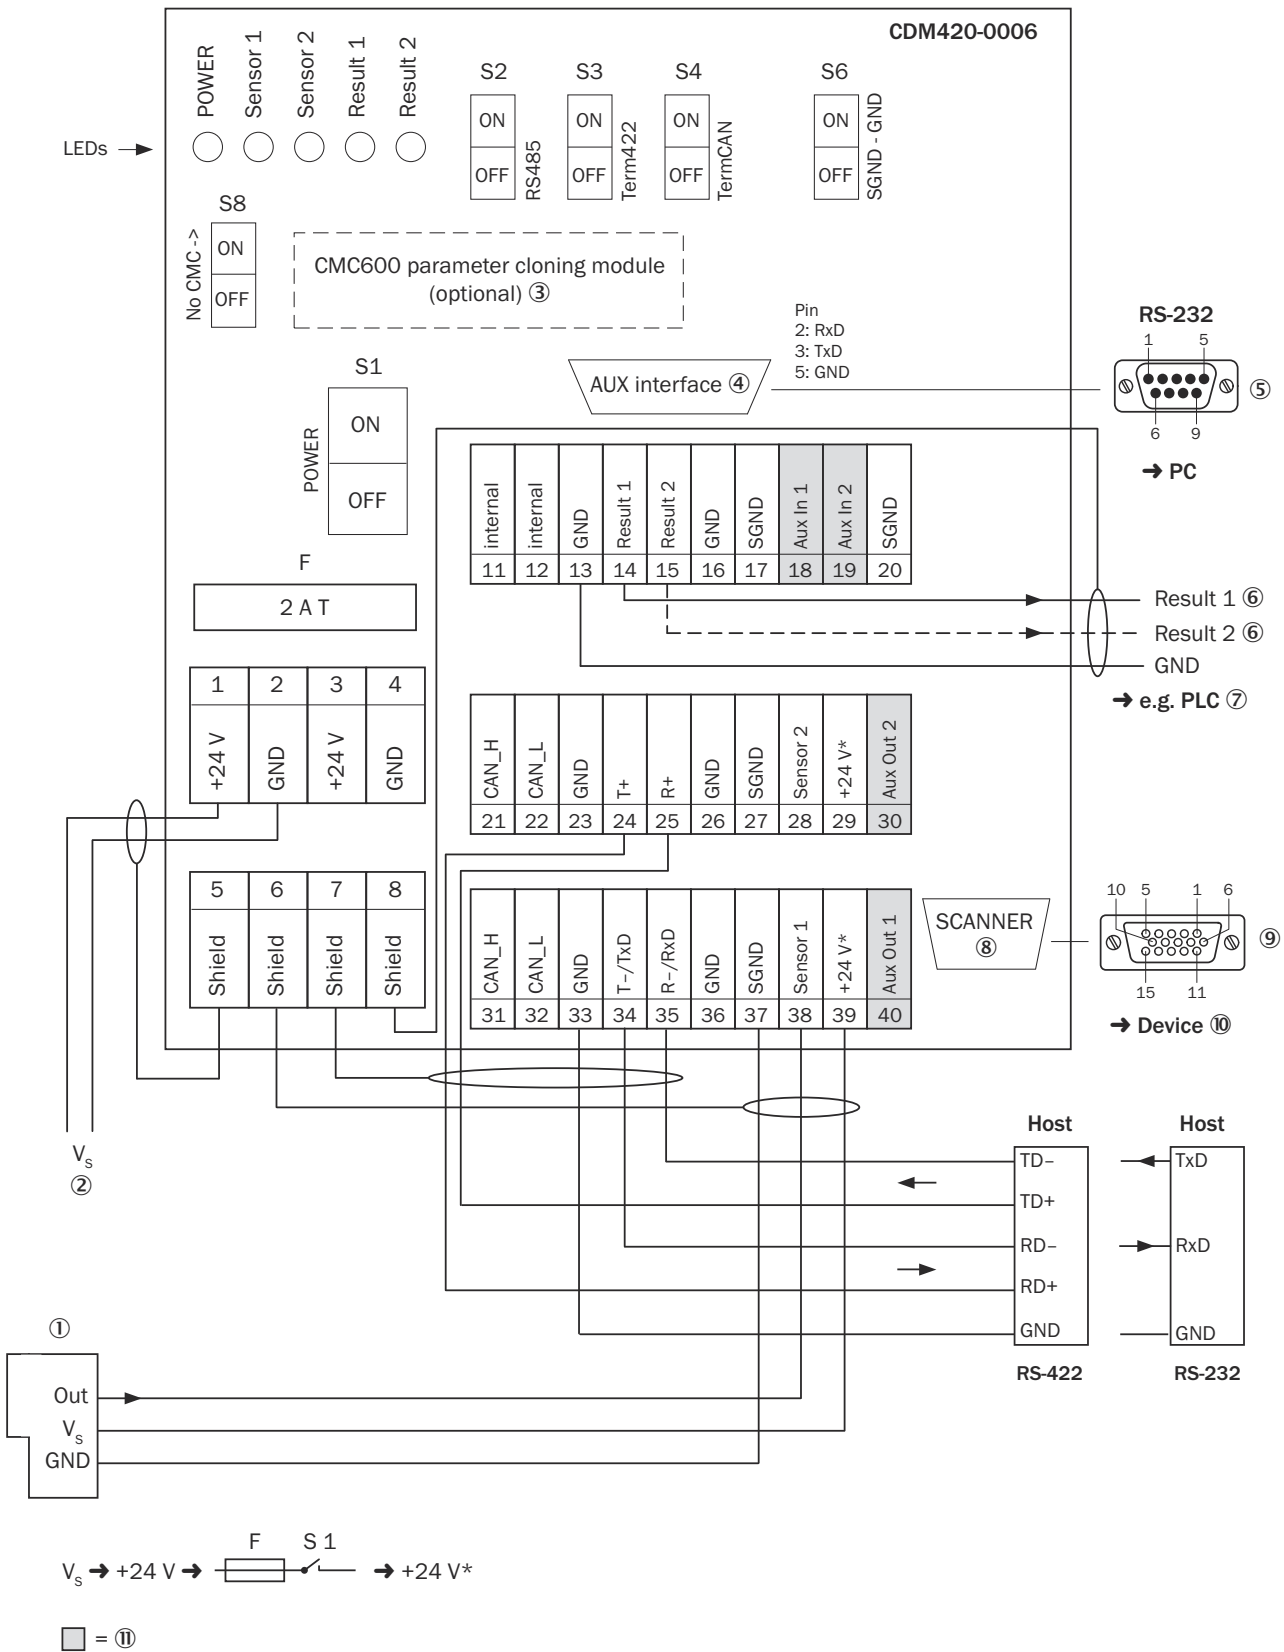 CDM420-0006
LEDs
POWER
Sensor 1
Sensor 2
Result 1
Result 2
S2
ON
OFF
RS485
S3
ON
OFF
Term422
S4
ON
OFF
TermCAN
S6
ON
OFF
SGND - GND
S8
No CMC ->
ON
OFF
CMC600 parameter cloning module
(optional) ③
S1
POWER
ON
OFF
AUX interface ④
Pin
2: RxD
3: TxD
5: GND
RS-232
1 5
6 9
⑤
➔ PC
F
2 A T
internal internal GND Result 1 Result 2 GND SGND Aux In 1 Aux In 2 SGND
11 12 13 14 15 16 17 18 19 20
Result 1 ⑥
Result 2 ⑥
GND
➔ e.g. PLC ⑦
1 2 3 4
+24 V GND +24 V GND
CAN_H CAN_L GND T+ R+ GND SGND Sensor 2 +24 V* Aux Out 2
21 22 23 24 25 26 27 28 29 30
5 6 7 8
Shield Shield Shield Shield
CAN_H CAN_L GND T–/TxD R–/RxD GND SGND Sensor 1 +24 V* Aux Out 1
31 32 33 34 35 36 37 38 39 40
SCANNER
⑧
10 5 1 6
15 11
⑨
➔ Device ⑩
Vs
②
Host
TD–
TD+
RD–
RD+
GND
RS-422
Host
TxD
RxD
GND
RS-232
①
Out
Vs
GND
F S 1
Vs ➔ +24 V ➔ ➔ +24 V*
= ⑪